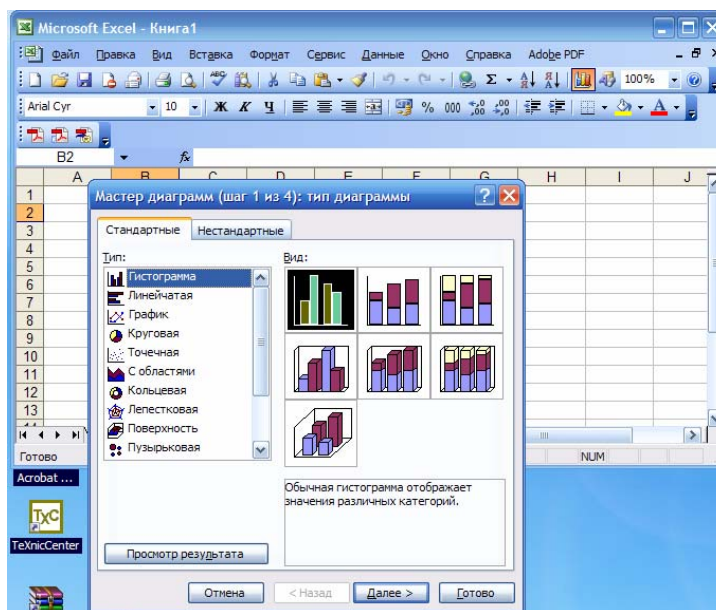 Microsoft Excel - Книга1
Файл Правка Вид Вставка Формат Сервис Данные Окно Справка Adobe PDF
100%
Arial Cyr 10 Ж К Ч % 000
B2 fx
A B C D E F G H I J
1
2
3
4
5
6
7
8
9
10
11
12
13
14
Мастер диаграмм (шаг 1 из 4): тип диаграммы
Стандартные Нестандартные
Тип: Вид:
Гистограмма
Линейчатая
График
Круговая
Точечная
С областями
Кольцевая
Лепестковая
Поверхность
Пузырьковая
Обычная гистограмма отображает
значения различных категорий.
Просмотр результата
Отмена < Назад Далее > Готово
Готово NUM
Acrobat ...
TeXnicCenter